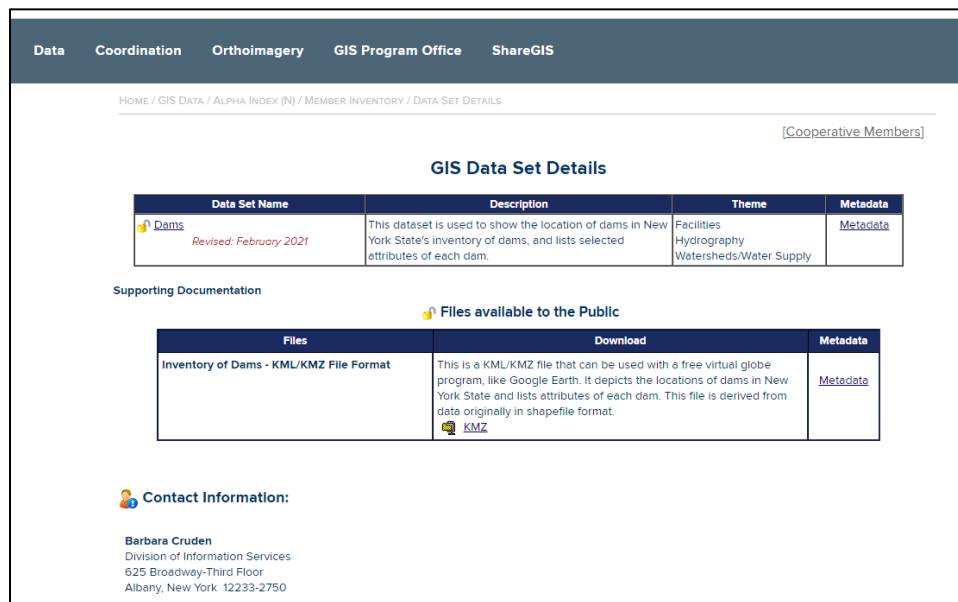 Data Coordination Orthoimagery GIS Program Office ShareGIS
Home / GIS Data / Alpha Index (N) / Member Inventory / Data Set Details
[Cooperative Members]
GIS Data Set Details
Data Set Name Description Theme Metadata
Dams
Revised: February 2021
This dataset is used to show the location of dams in New
York State's inventory of dams, and lists selected
attributes of each dam.
Facilities
Hydrography
Watersheds/Water Supply
Metadata
Supporting Documentation
Files available to the Public
Files Download Metadata
Inventory of Dams - KML/KMZ File Format
This is a KML/KMZ file that can be used with a free virtual globe
program, like Google Earth. It depicts the locations of dams in New
York State and lists attributes of each dam. This file is derived from
data originally in shapefile format.
KMZ
Metadata
Contact Information:
Barbara Cruden
Division of Information Services
625 Broadway-Third Floor
Albany, New York 12233-2750